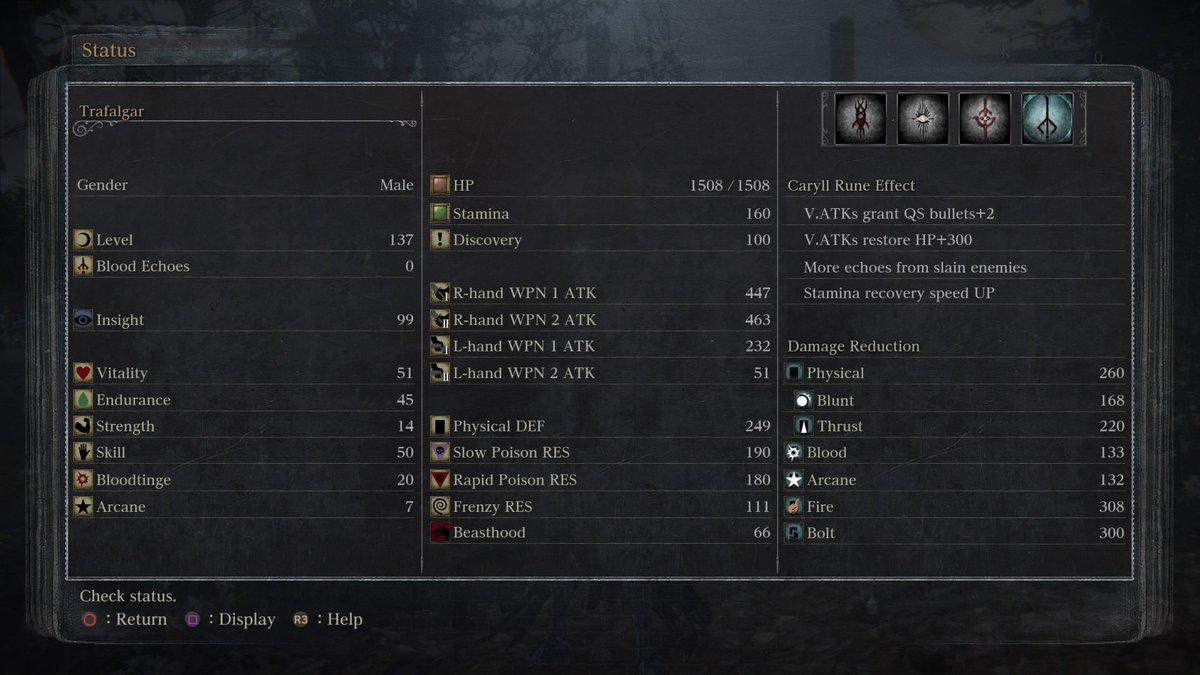 Status
Trafalgar
Gender Male
Level 137
Blood Echoes 0
Insight 99
Vitality 51
Endurance 45
Strength 14
Skill 50
Bloodtinge 20
Arcane 7
HP 1508 / 1508
Stamina 160
Discovery 100
R-hand WPN 1 ATK 447
R-hand WPN 2 ATK 463
L-hand WPN 1 ATK 232
L-hand WPN 2 ATK 51
Physical DEF 249
Slow Poison RES 190
Rapid Poison RES 180
Frenzy RES 111
Beasthood 66
Caryll Rune Effect
V.ATKs grant QS bullets+2
V.ATKs restore HP+300
More echoes from slain enemies
Stamina recovery speed UP
Damage Reduction
Physical 260
Blunt 168
Thrust 220
Blood 133
Arcane 132
Fire 308
Bolt 300
Check status.
: Return : Display R3 : Help